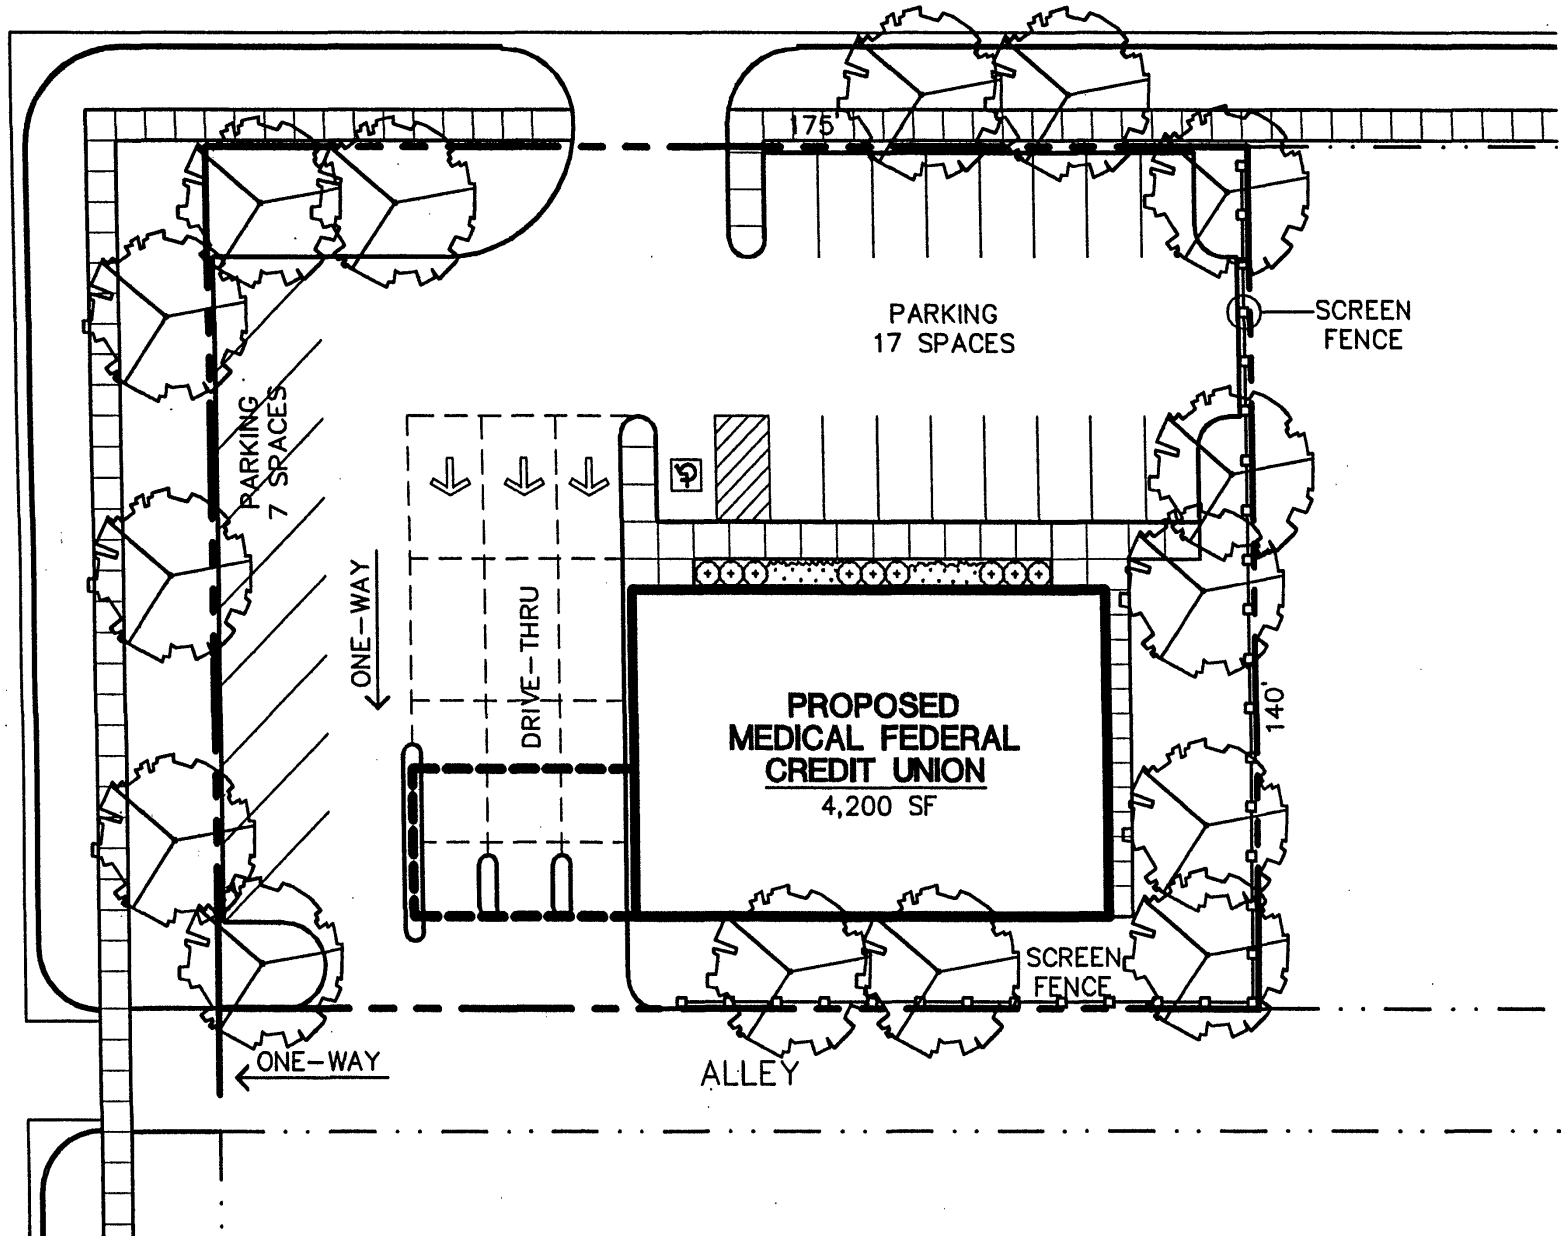 175'
PARKING
17 SPACES
SCREEN
FENCE
PARKING
7 SPACES
ONE-WAY
DRIVE-THRU
PROPOSED
MEDICAL FEDERAL
CREDIT UNION
4,200 SF
140'
SCREEN
FENCE
ONE-WAY
ALLEY